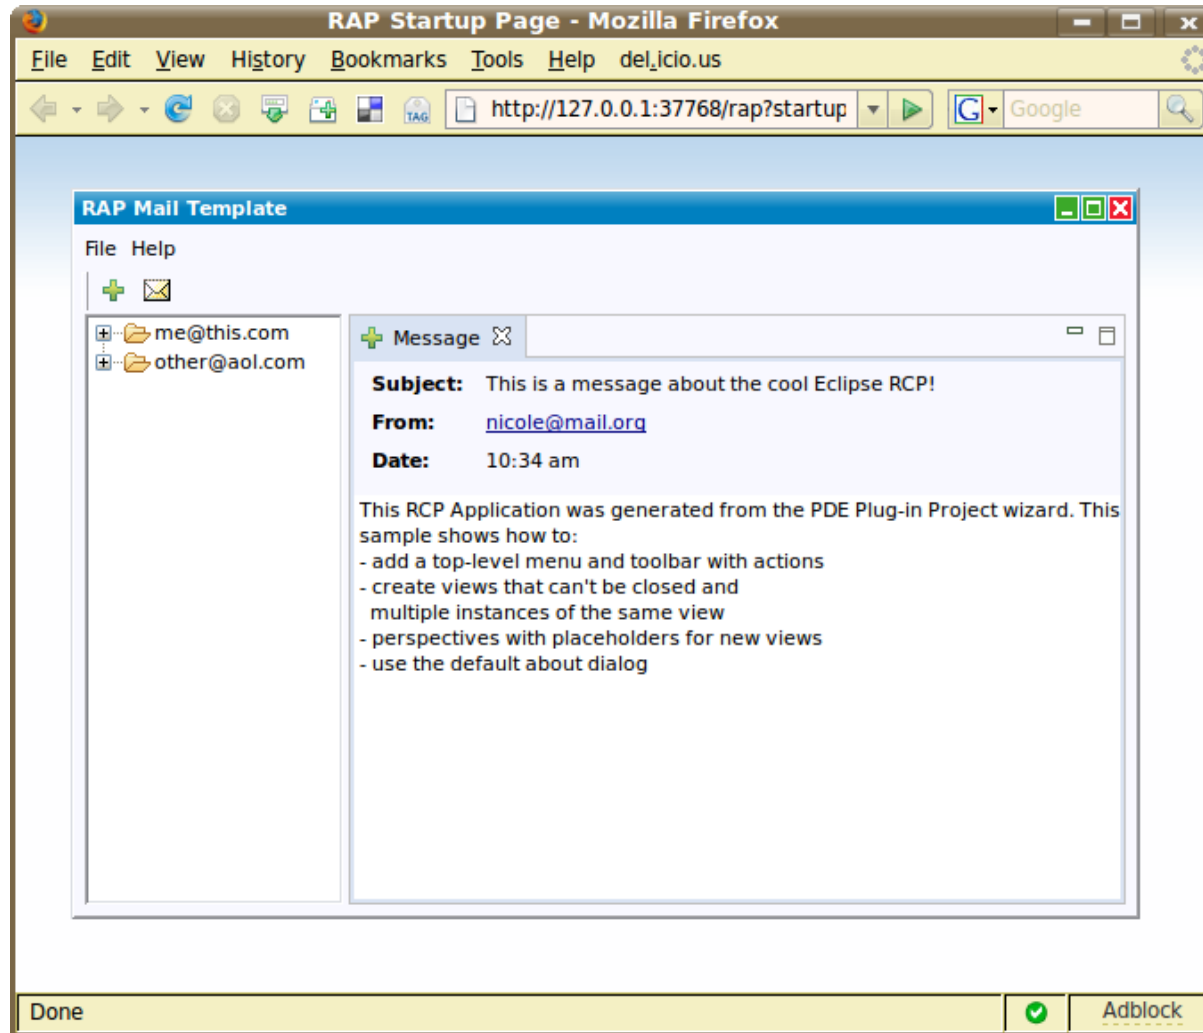 RAP Startup Page - Mozilla Firefox
File Edit View History Bookmarks Tools Help del.icio.us
TAG http://127.0.0.1:37768/rap?startup G Google
RAP Mail Template
File Help
me@this.com
other@aol.com
Message
Subject: This is a message about the cool Eclipse RCP!
From: nicole@mail.org
Date: 10:34 am
This RCP Application was generated from the PDE Plug-in Project wizard. This
sample shows how to:
- add a top-level menu and toolbar with actions
- create views that can't be closed and
multiple instances of the same view
- perspectives with placeholders for new views
- use the default about dialog
Done Adblock